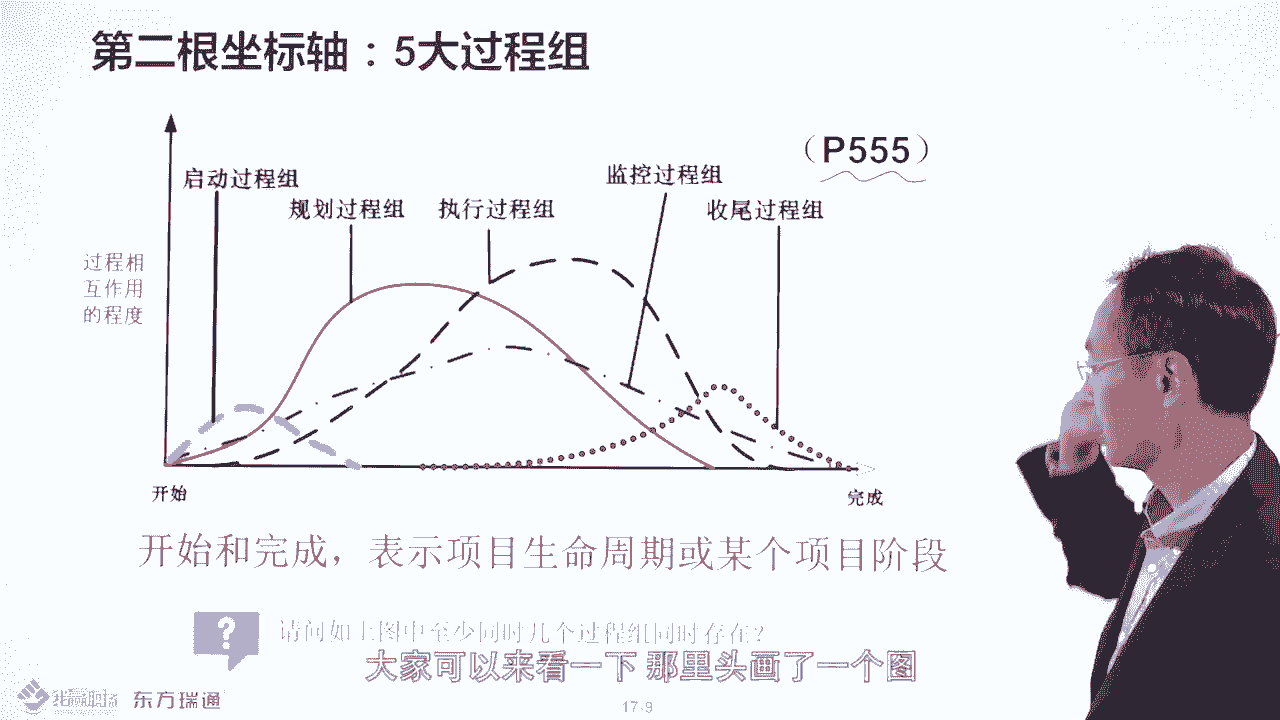 第二根坐标轴：5大过程组
（P555）
启动过程组
规划过程组
执行过程组
监控过程组
收尾过程组
过程相
互作用
的程度
开始
完成
开始和完成，表示项目生命周期或某个项目阶段
?
请问如上图中至少同时几个过程组同时存在?
大家可以来看一下 那里头画了一个图
东方瑞通
17-9